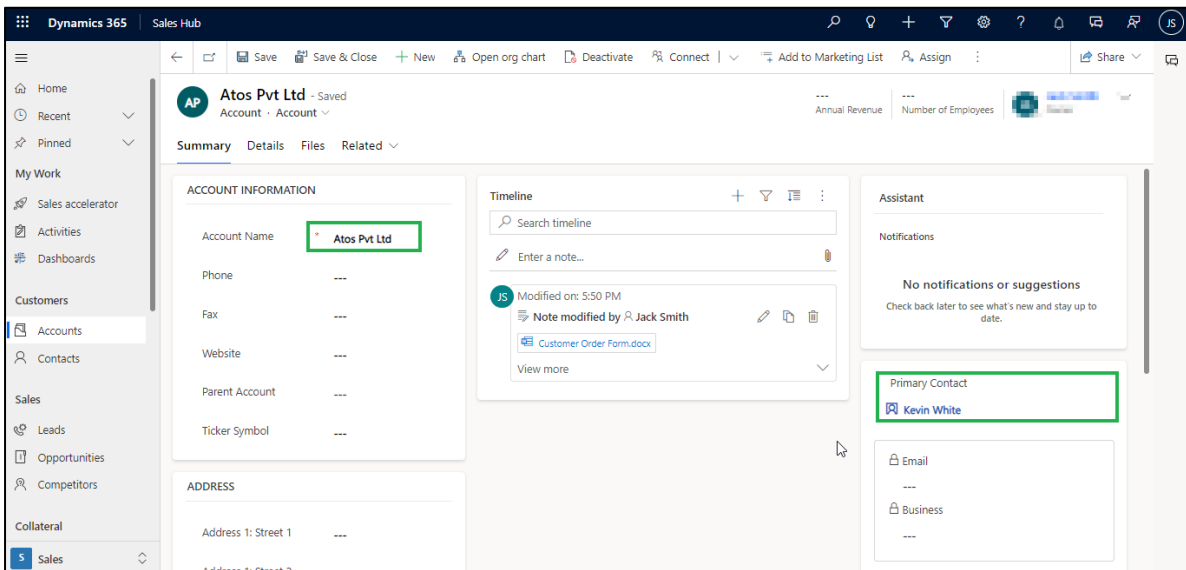 Dynamics 365 Sales Hub JS
Save Save & Close New Open org chart Deactivate Connect Add to Marketing List Assign Share
Home
Recent
Pinned
My Work
Sales accelerator
Activities
Dashboards
Customers
Accounts
Contacts
Sales
Leads
Opportunities
Competitors
Collateral
S Sales
AP Atos Pvt Ltd - Saved
Account · Account
--- Annual Revenue
--- Number of Employees
Summary Details Files Related
ACCOUNT INFORMATION
Account Name * Atos Pvt Ltd
Phone ---
Fax ---
Website ---
Parent Account ---
Ticker Symbol ---
ADDRESS
Address 1: Street 1 ---
Timeline
Search timeline
Enter a note...
JS Modified on: 5:50 PM
Note modified by Jack Smith
Customer Order Form.docx
View more
Assistant
Notifications
No notifications or suggestions
Check back later to see what's new and stay up to
date.
Primary Contact
Kevin White
Email
---
Business
---